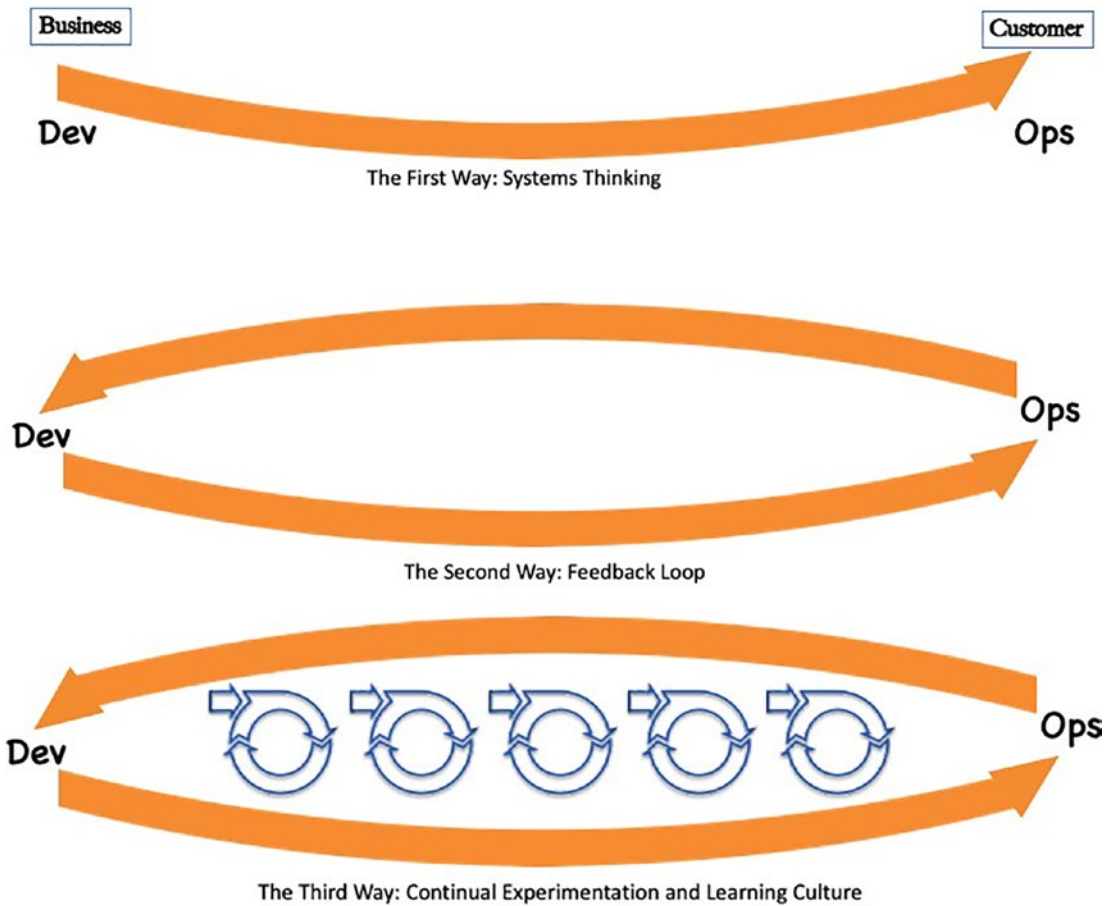 Business
Customer
Dev
Ops
The First Way: Systems Thinking
Ops
Dev
The Second Way: Feedback Loop
Dev
Ops
The Third Way: Continual Experimentation and Learning Culture